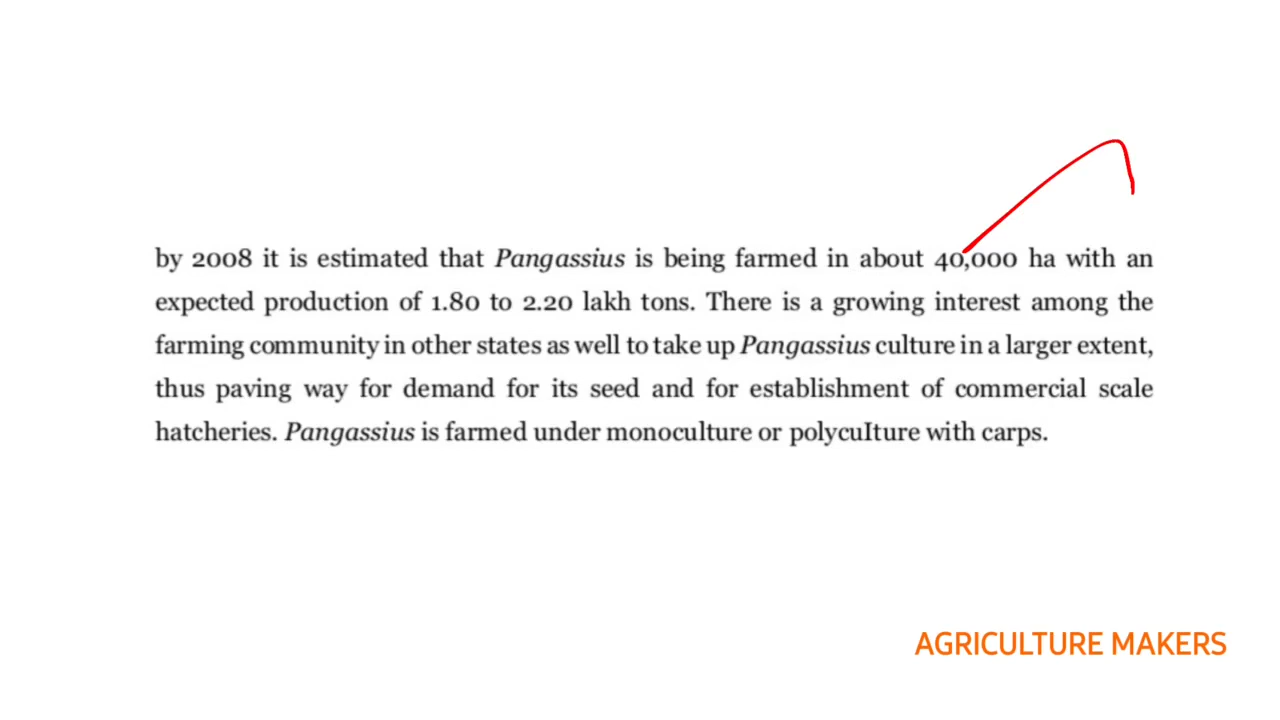 by 2008 it is estimated that Pangassius is being farmed in about 40,000 ha with an
expected production of 1.80 to 2.20 lakh tons. There is a growing interest among the
farming community in other states as well to take up Pangassius culture in a larger extent,
thus paving way for demand for its seed and for establishment of commercial scale
hatcheries. Pangassius is farmed under monoculture or polycuIture with carps.
AGRICULTURE MAKERS